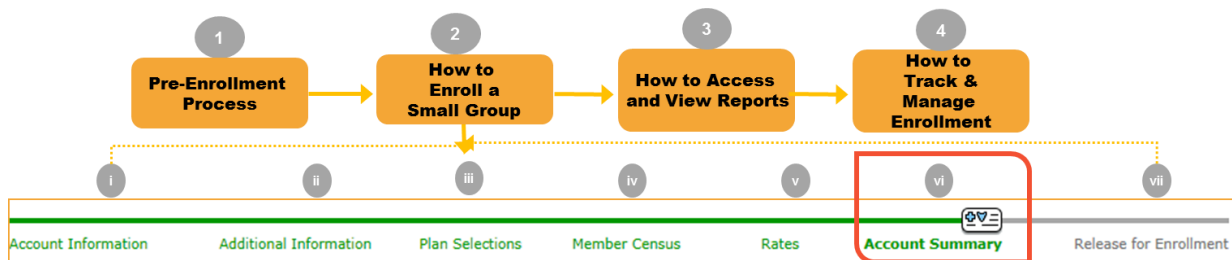 1
2
3
4
Pre-Enrollment
Process
How to
Enroll a
Small Group
How to Access
and View Reports
How to
Track &
Manage
Enrollment
i
ii
iii
iv
v
vi
vii
Account Information
Additional Information
Plan Selections
Member Census
Rates
Account Summary
Release for Enrollment